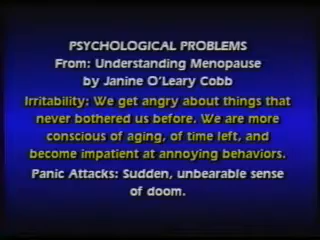 PSYCHOLOGICAL PROBLEMS
From: Understanding Menopause
by Janine O'Leary Cobb
Irritability: We get angry about things that
never bothered us before. We are more
conscious of aging, of time left, and
become impatient at annoying behaviors.
Panic Attacks: Sudden, unbearable sense
of doom.